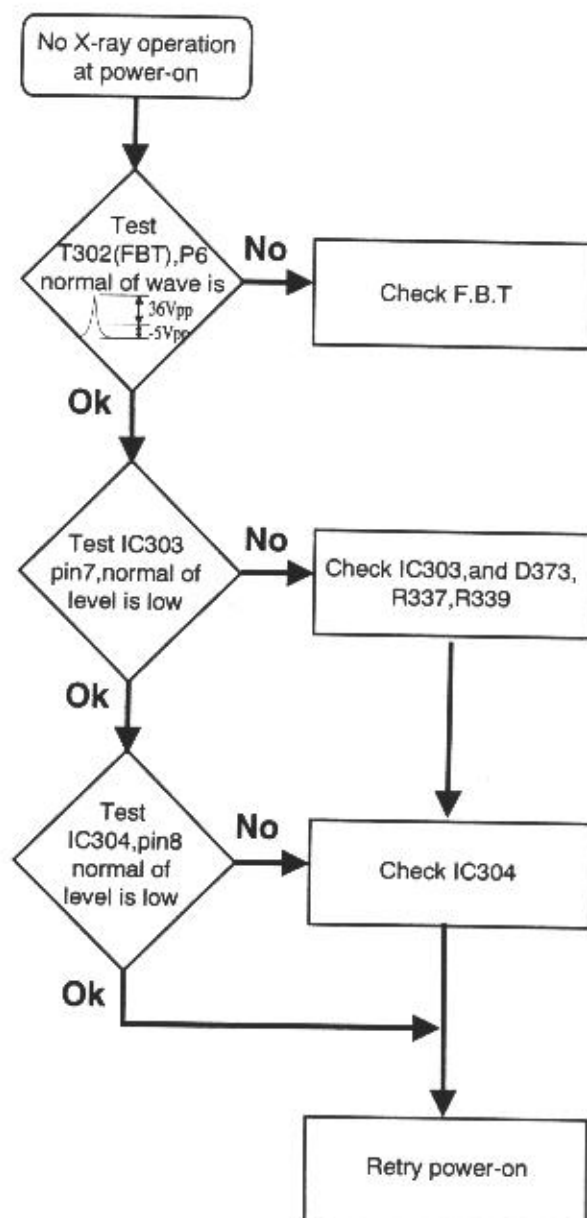 No X-ray operation
at power-on
Test
T302(FBT),P6
normal of wave is
36Vpp
-5Vpp
No
Check F.B.T
Ok
Test IC303
pin7,normal of
level is low
No
Check IC303,and D373,
R337,R339
Ok
Test
IC304,pin8
normal of
level is low
No
Check IC304
Ok
Retry power-on